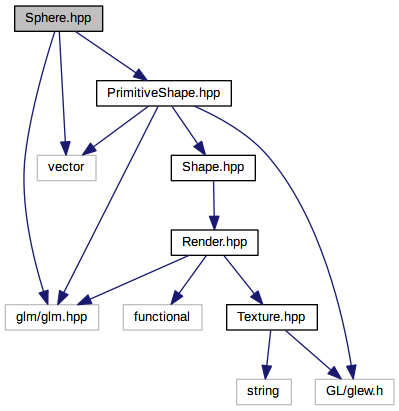 Sphere.hpp
PrimitiveShape.hpp
vector
Shape.hpp
Render.hpp
glm/glm.hpp
functional
Texture.hpp
string
GL/glew.h